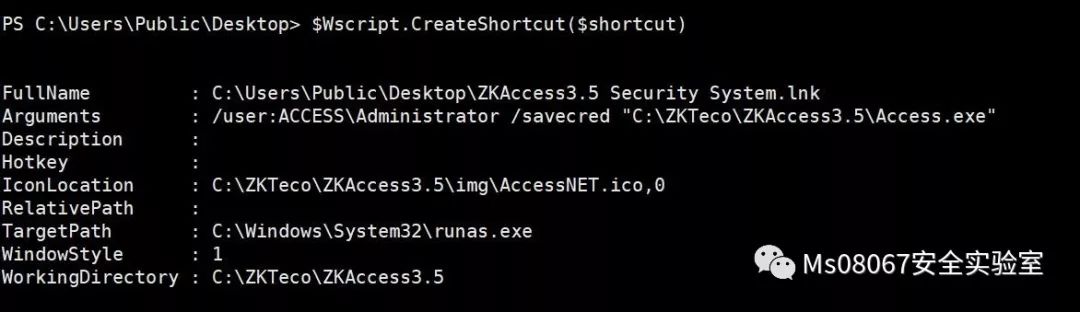 PS C:\Users\Public\Desktop> $Wscript.CreateShortcut($shortcut)
FullName : C:\Users\Public\Desktop\ZKAccess3.5 Security System.lnk
Arguments : /user:ACCESS\Administrator /savecred "C:\ZKTeco\ZKAccess3.5\Access.exe"
Description :
Hotkey :
IconLocation : C:\ZKTeco\ZKAccess3.5\img\AccessNET.ico,0
RelativePath :
TargetPath : C:\Windows\System32\runas.exe
WindowStyle : 1
WorkingDirectory : C:\ZKTeco\ZKAccess3.5
Ms08067安全实验室